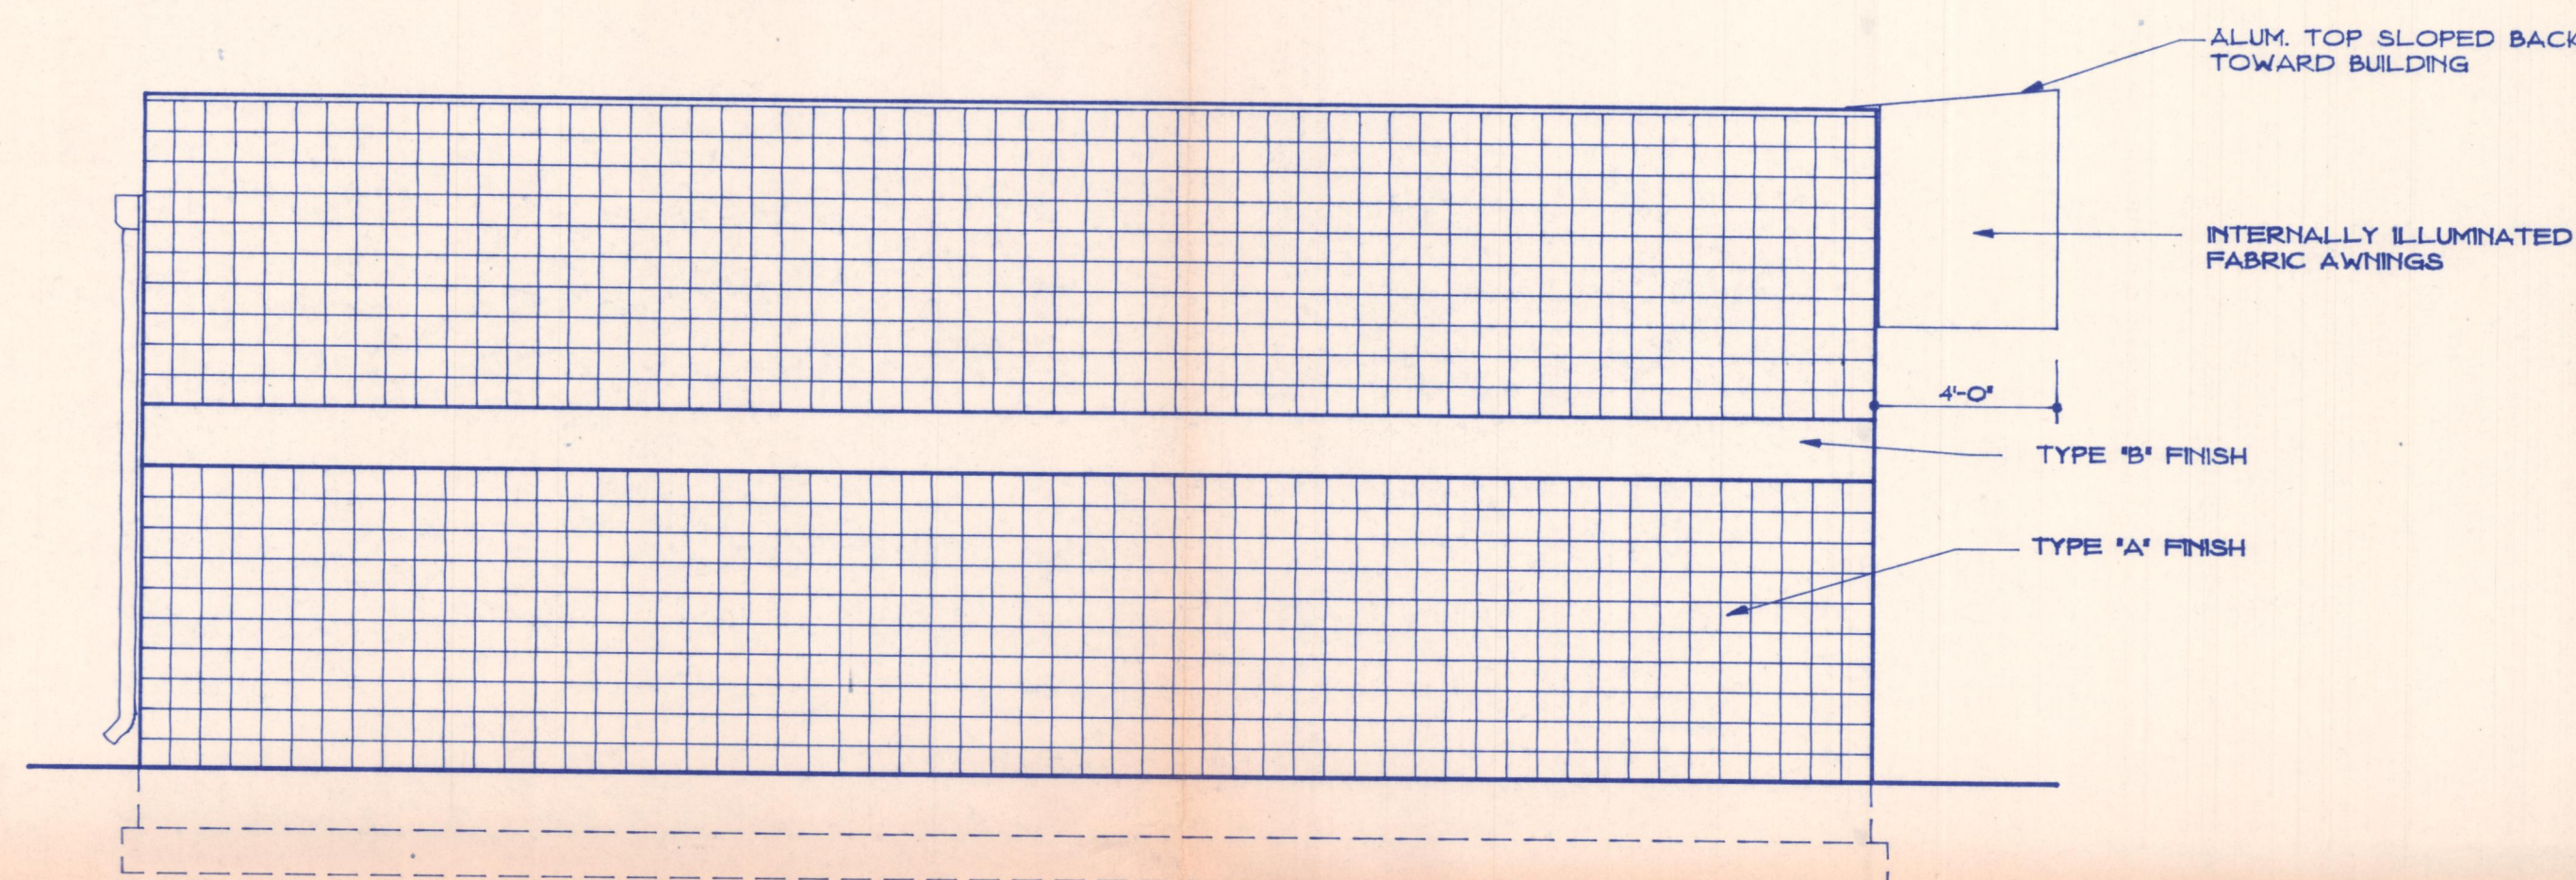 ALUM. TOP SLOPED BACK
TOWARD BUILDING
INTERNALLY ILLUMINATED
FABRIC AWNINGS
4'-0"
TYPE "B" FINISH
TYPE "A" FINISH